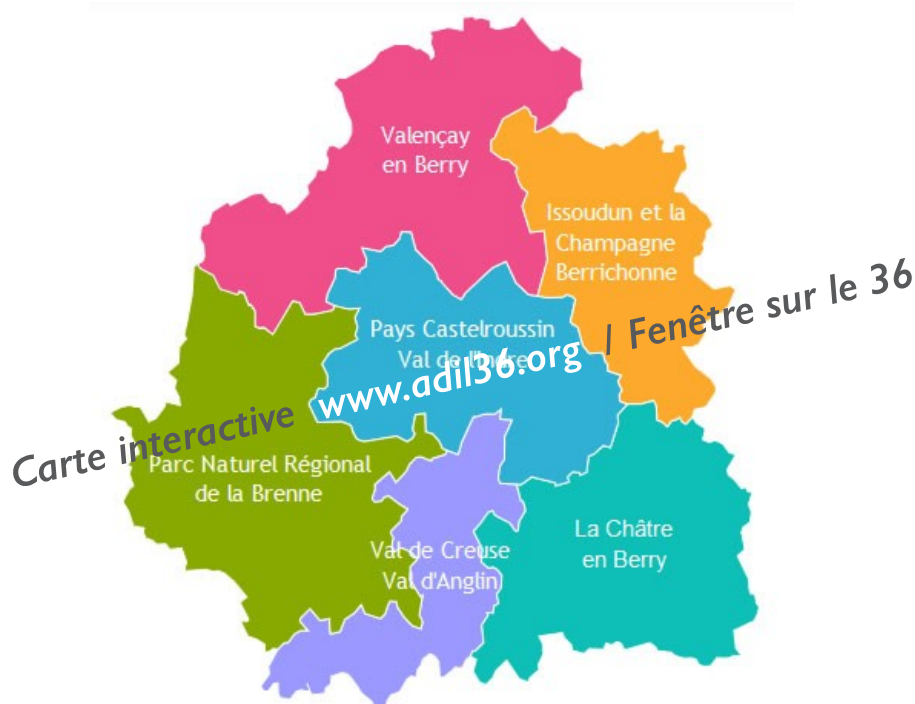 Valençay
en Berry
Issoudun et la
Champagne
Berrichonne
Pays Castelroussin
Val de l'Indre
Carte interactive www.adil36.org / Fenêtre sur le 36
Parc Naturel Régional
de la Brenne
Val de Creuse
Val d'Anglin
La Châtre
en Berry